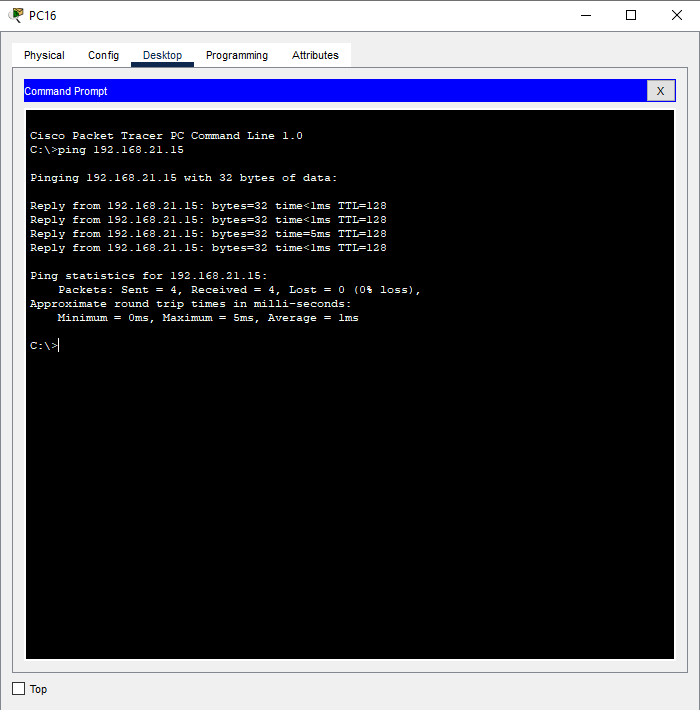 PC16
Physical Config Desktop Programming Attributes
Command Prompt X
Cisco Packet Tracer PC Command Line 1.0
C:\>ping 192.168.21.15
Pinging 192.168.21.15 with 32 bytes of data:
Reply from 192.168.21.15: bytes=32 time<1ms TTL=128
Reply from 192.168.21.15: bytes=32 time<1ms TTL=128
Reply from 192.168.21.15: bytes=32 time=5ms TTL=128
Reply from 192.168.21.15: bytes=32 time<1ms TTL=128
Ping statistics for 192.168.21.15:
    Packets: Sent = 4, Received = 4, Lost = 0 (0% loss),
Approximate round trip times in milli-seconds:
    Minimum = 0ms, Maximum = 5ms, Average = 1ms
C:\>
Top